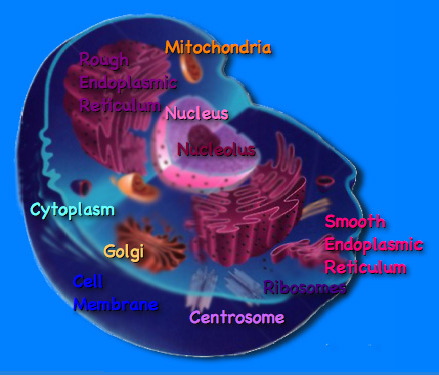 Mitochondria
Rough
Endoplasmic
Reticulum
Nucleus
Nucleolus
Cytoplasm
Golgi
Smooth
Endoplasmic
Reticulum
Cell
Membrane
Ribosomes
Centrosome